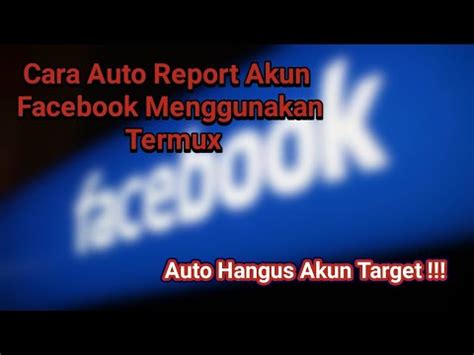 Cara Auto Report Akun
Facebook Menggunakan
Termux
facebook
Auto Hangus Akun Target !!!